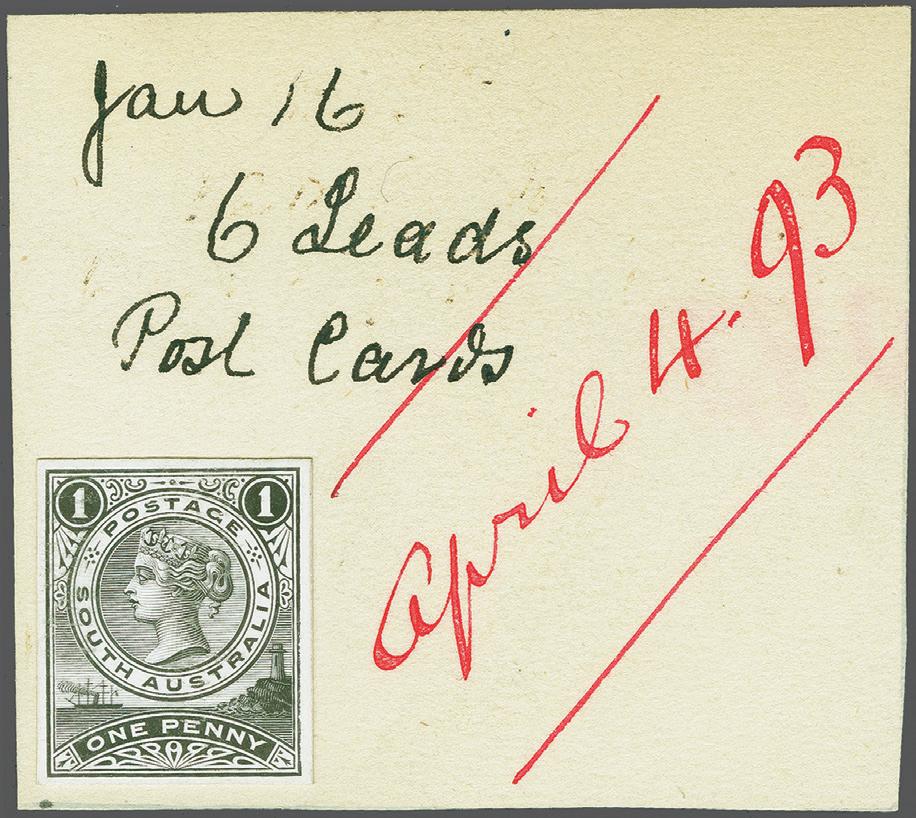 Jan 16
6 Leads
Post Cards
April 4. 93
1 1
POSTAGE
SOUTH AUSTRALIA
ONE PENNY